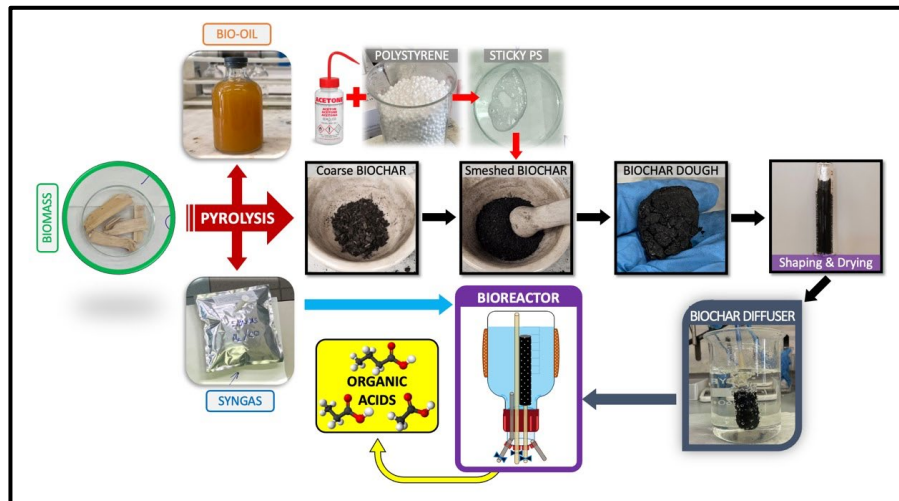 BIO-OIL
POLYSTYRENE
STICKY PS
ACETONE
BIOMASS
PYROLYSIS
Coarse BIOCHAR
Smeshed BIOCHAR
BIOCHAR DOUGH
Shaping & Drying
SYNGAS
BIOREACTOR
ORGANIC
ACIDS
BIOCHAR DIFFUSER